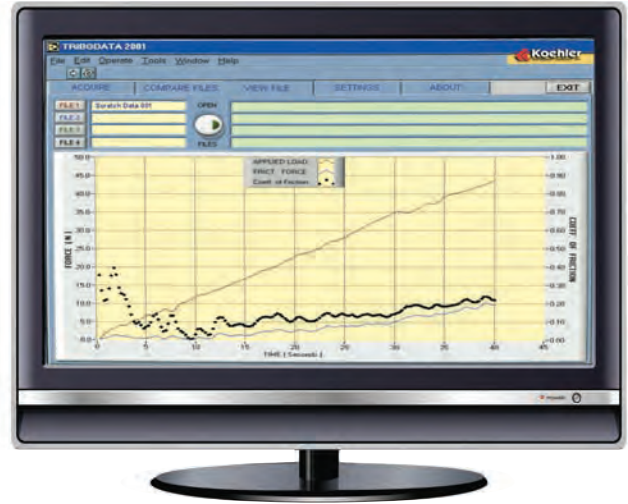 TRIBODATA 2001
Koehler
File Edit Operate Tools Window Help
ACQUIRE COMPARE FILES VIEW FILE SETTINGS ABOUT EXIT
FILE 1 Scratch Data 001 OPEN
FILE 2
FILE 3
FILE 4 FILES
APPLIED LOAD
FRICT. FORCE
Coeff. of Friction
50.0 1.00
45.0 0.90
40.0 0.80
35.0 0.70
30.0 0.60
25.0 0.50
20.0 0.40
15.0 0.30
10.0 0.20
5.0 0.10
0.0 0.00
FORCE [N]
COEFF. OF FRICTION
0 5 10 15 20 25 30 35 40 45
TIME [Seconds]
POWER